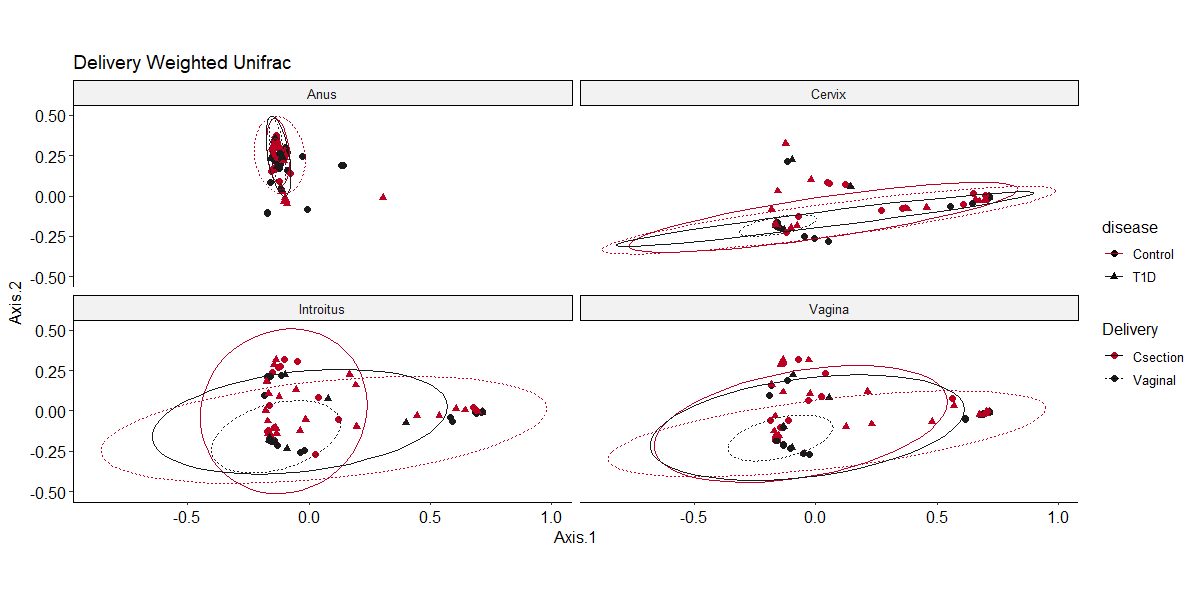 Delivery Weighted Unifrac
Anus
Cervix
0.50
0.25
0.00
-0.25
-0.50
Introitus
Vagina
0.50
0.25
0.00
-0.25
-0.50
-0.5
0.0
0.5
1.0
-0.5
0.0
0.5
1.0
Axis.1
Axis.2
disease
Control
T1D
Delivery
Csection
Vaginal